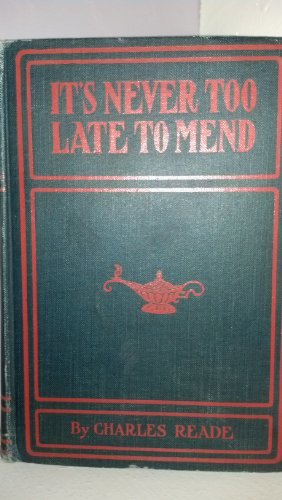 IT'S NEVER TOO
LATE TO MEND
By CHARLES READE